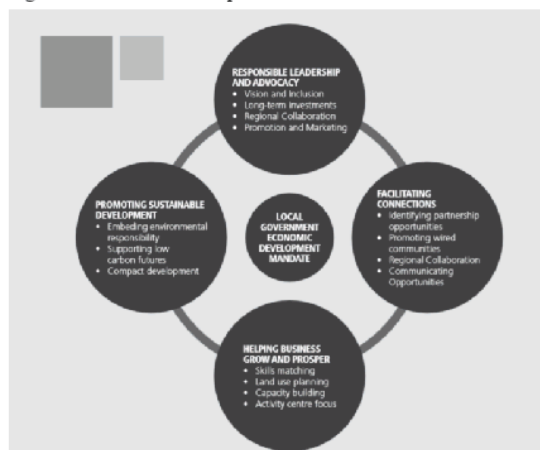 RESPONSIBLE LEADERSHIP
AND ADVOCACY
• Vision and Inclusion
• Long-term investments
• Regional Collaboration
• Promotion and Marketing
PROMOTING SUSTAINABLE
DEVELOPMENT
• Embeding environmental
responsibility
• Supporting low
carbon futures
• Compact development
LOCAL
GOVERNMENT
ECONOMIC
DEVELOPMENT
MANDATE
FACILITATING
CONNECTIONS
• Identifying partnership
opportunities
• Promoting wired
communities
• Regional Collaboration
• Communicating
Opportunities
HELPING BUSINESS
GROW AND PROSPER
• Skills matching
• Land use planning
• Capacity building
• Activity centre focus